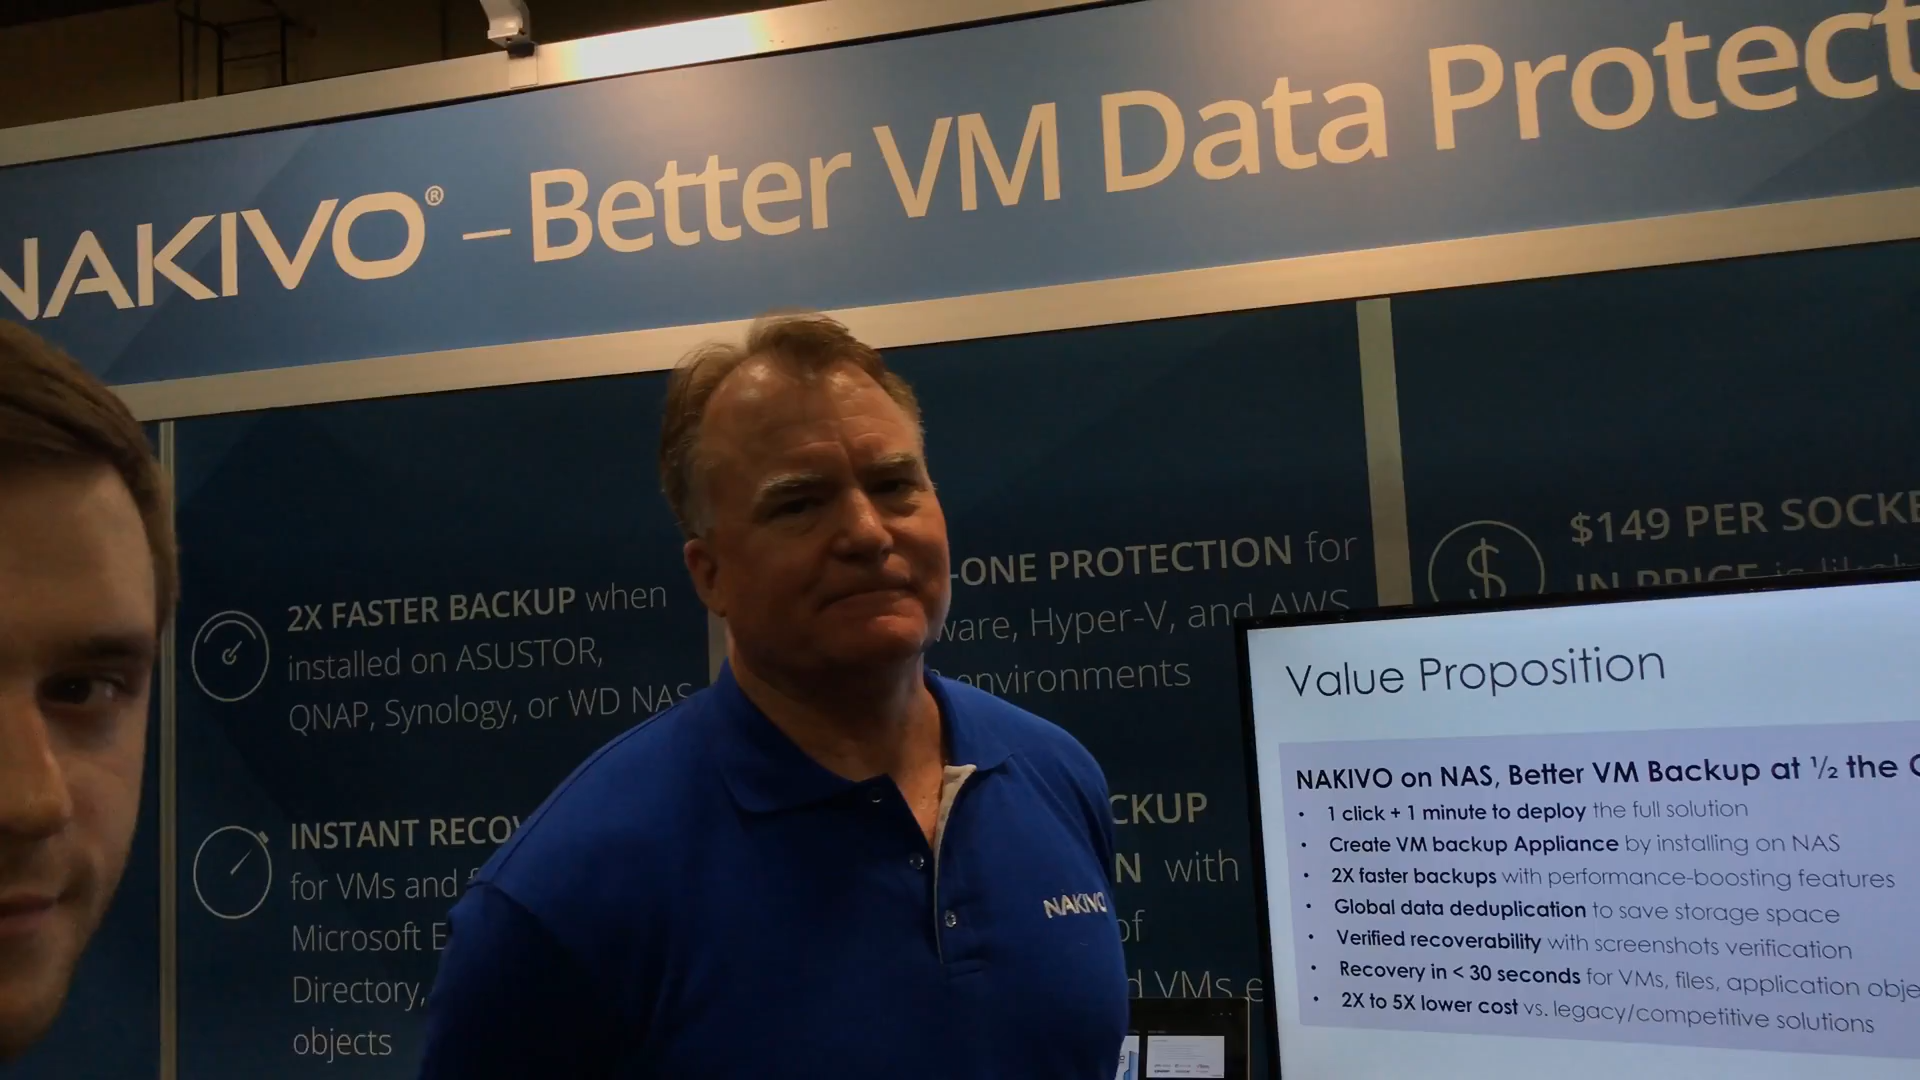 NAKIVO® – Better VM Data Protect
2X FASTER BACKUP when
installed on ASUSTOR,
QNAP, Synology, or WD NAS
INSTANT RECOV
for VMs and
Microsoft E
Directory,
objects
-ONE PROTECTION for
ware, Hyper-V, and AWS
environments
CKUP
N with
of
d VMs e
$149 PER SOCKE
IN PRICE is
NAKIVO
Value Proposition
NAKIVO on NAS, Better VM Backup at ½ the
• 1 click + 1 minute to deploy the full solution
• Create VM backup Appliance by installing on NAS
• 2X faster backups with performance-boosting features
• Global data deduplication to save storage space
• Verified recoverability with screenshots verification
• Recovery in < 30 seconds for VMs, files, application obje
• 2X to 5X lower cost vs. legacy/competitive solutions